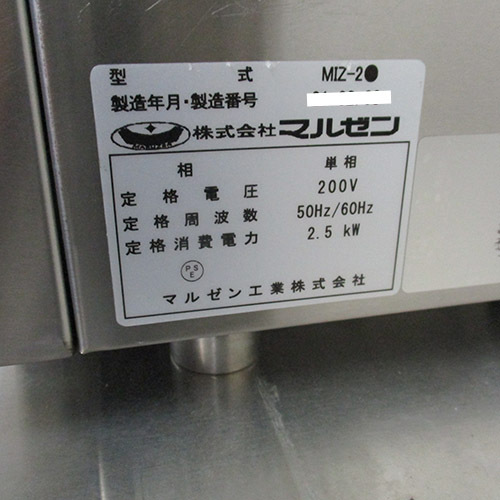 型 式 MIZ-2
製造年月・製造番号
MARUZEN 株式会社マルゼン
相 単相
定格電圧 200V
定格周波数 50Hz/60Hz
定格消費電力 2.5 kW
PS
E
マルゼン工業株式会社